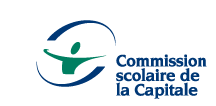 Commission
scolaire de
la Capitale